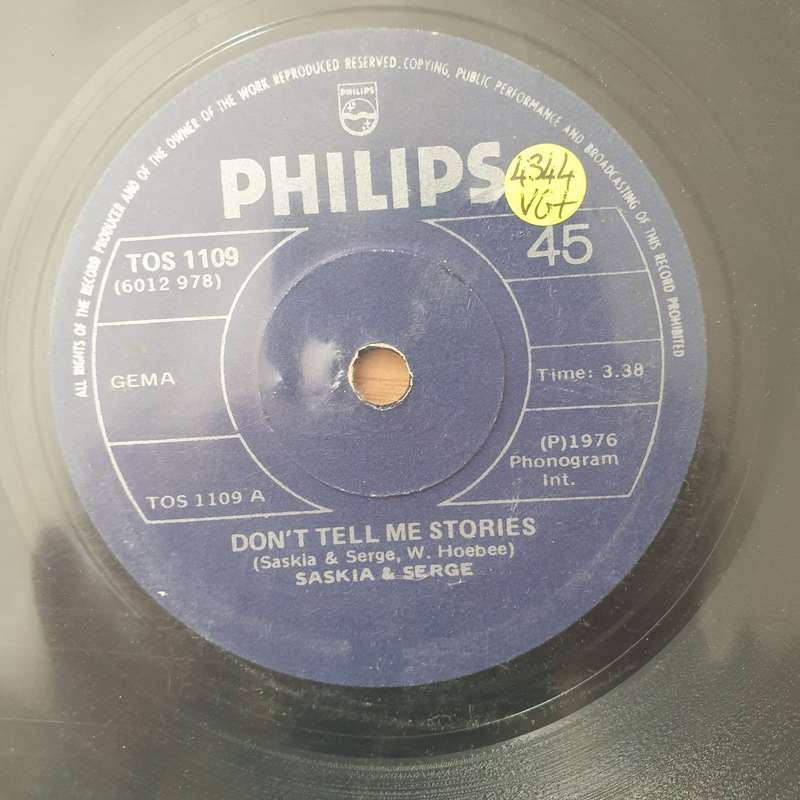 ALL RIGHTS OF THE RECORD PRODUCER AND OF THE OWNER OF THE WORK REPRODUCED RESERVED. COPYING, PUBLIC PERFORMANCE AND BROADCASTING OF THIS RECORD PROHIBITED
PHILIPS
PHILIPS
4344
VG+
TOS 1109
(6012 978)
45
GEMA
Time: 3.38
(P)1976
Phonogram
Int.
TOS 1109 A
DON'T TELL ME STORIES
(Saskia & Serge, W. Hoebee)
SASKIA & SERGE